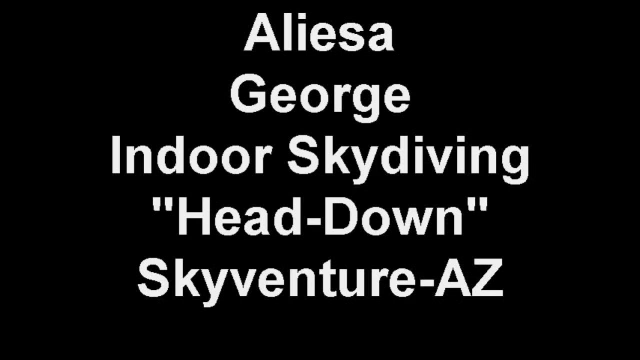 Aliesa
George
Indoor Skydiving
"Head-Down"
Skyventure-AZ